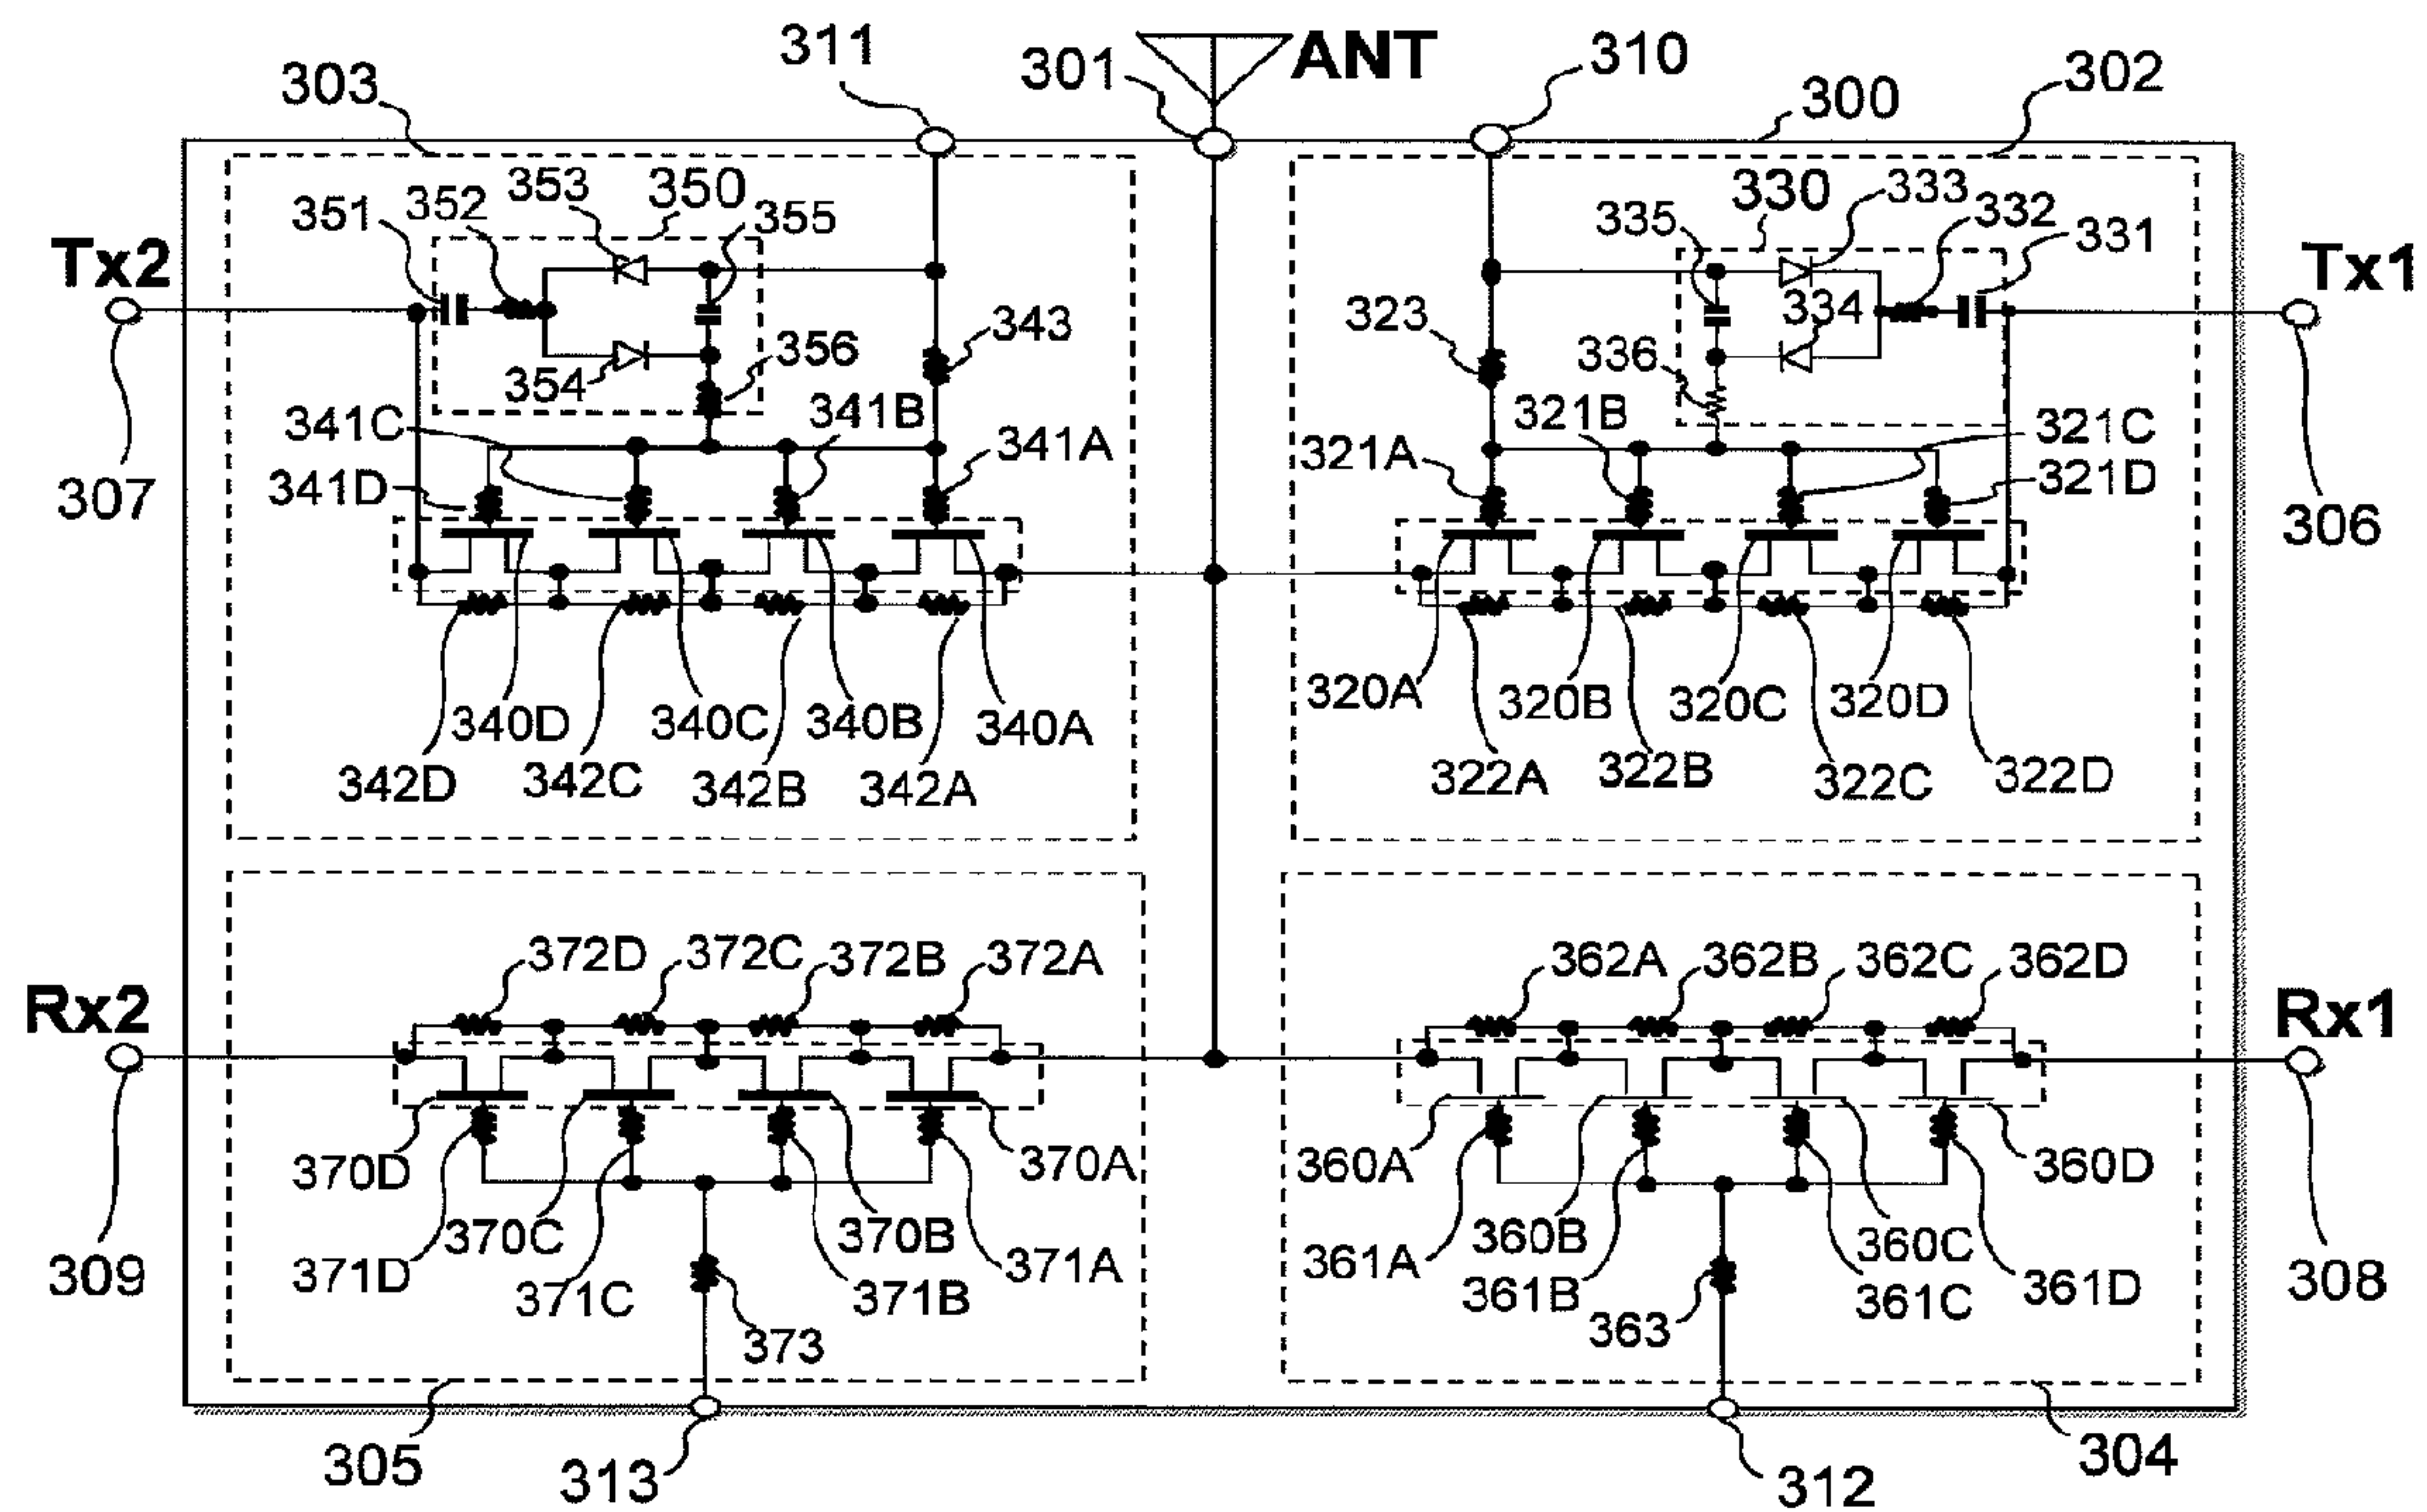 311 301 ANT 310
303 300 302
353 350 333
351 352 355 335 330 332 331
Tx2 Tx1
323 334
343
354 356 336
341C 341B 321B 321C
341D 341A 321A 321D
307 306
340D 340C 340B 340A 320A 320B 320C 320D
342D 342C 342B 342A 322A 322B 322C 322D
372D 372C 372B 372A 362A 362B 362C 362D
Rx2 Rx1
370D 370A 360A 360D
370C 370B 360B 360C
309 371D 371C 371B 371A 361A 361B 361C 361D 308
373 363
305 313 312 304